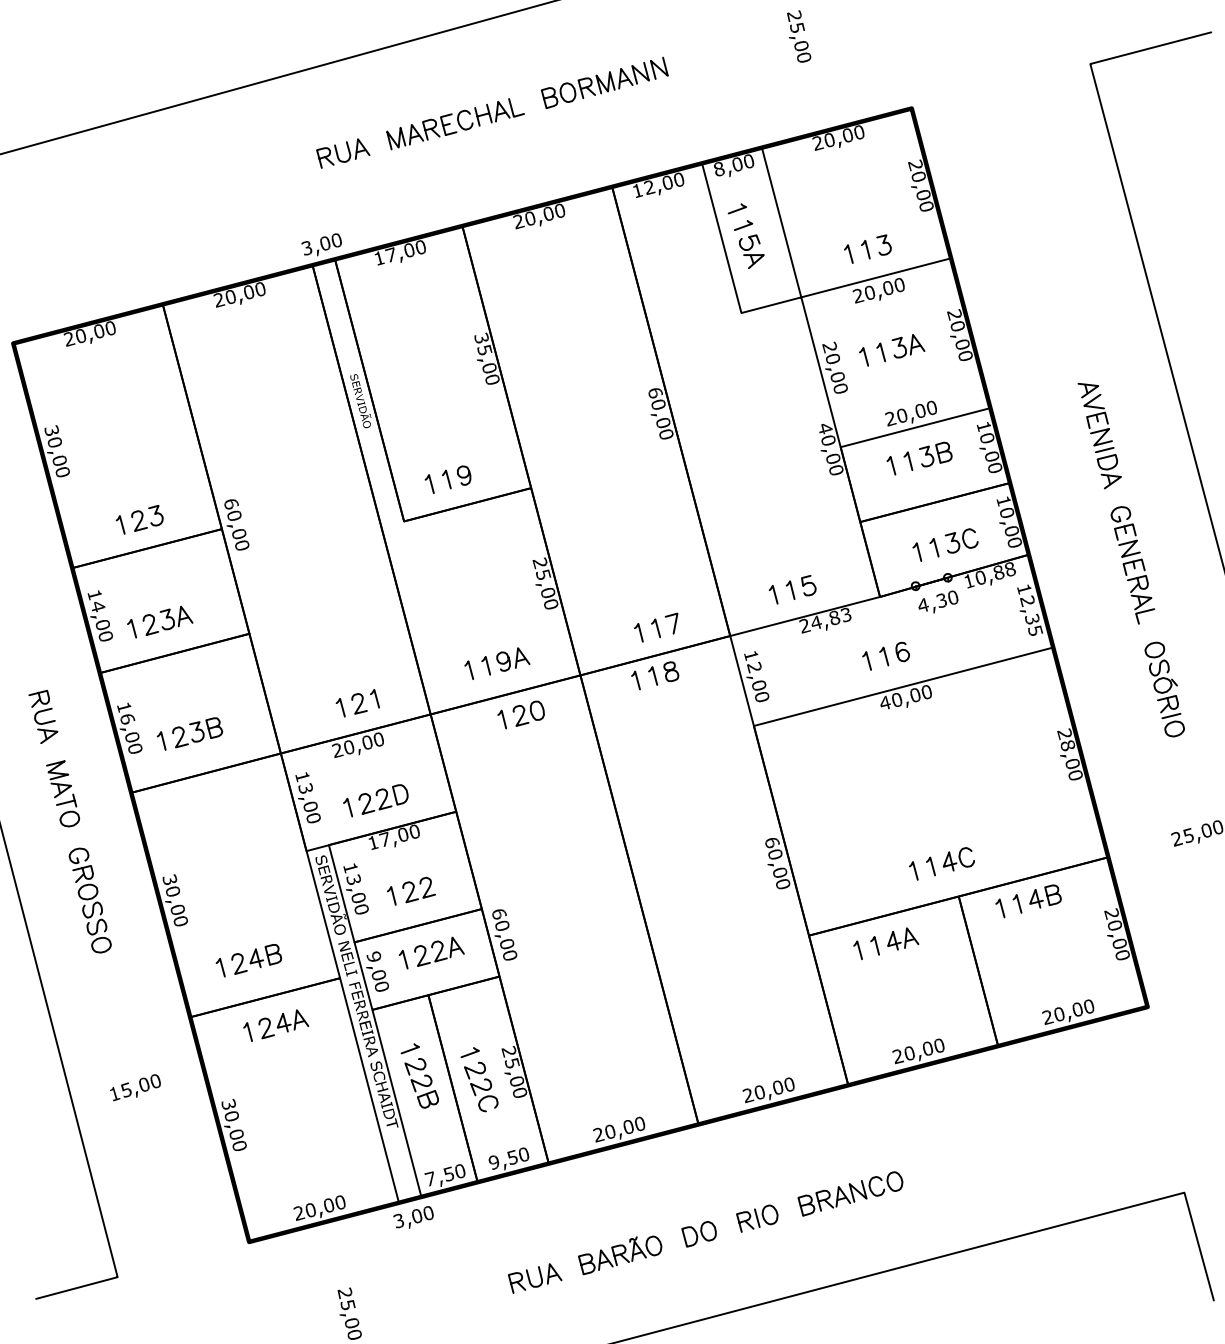 25,00
RUA MARECHAL BORMANN
20,00
8,00
12,00
20,00
17,00
3,00
20,00
20,00
20,00
115A
113
20,00
113A
20,00
20,00
20,00
40,00
113B
10,00
113C
10,00
10,88
4,30
24,83
12,35
115
116
12,00
40,00
28,00
114C
114B
114A
20,00
20,00
20,00
60,00
60,00
117
118
35,00
119
25,00
119A
120
SERVIDÃO
121
20,00
60,00
30,00
123
14,00
123A
16,00
123B
13,00
122D
17,00
13,00
122
9,00
122A
60,00
122B
122C
25,00
7,50
9,50
20,00
20,00
SERVIDÃO NELI FERREIRA SCHAIDT
30,00
124B
124A
30,00
20,00
3,00
15,00
25,00
25,00
RUA MATO GROSSO
AVENIDA GENERAL OSÓRIO
RUA BARÃO DO RIO BRANCO